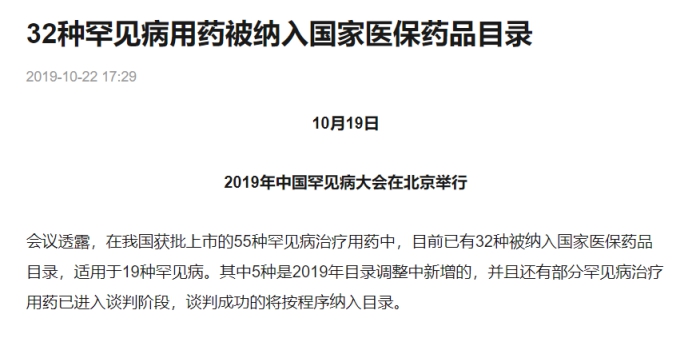 32种罕见病用药被纳入国家医保药品目录
2019-10-22 17:29
10月19日
2019年中国罕见病大会在北京举行
会议透露，在我国获批上市的55种罕见病治疗用药中，目前已有32种被纳入国家医保药品
目录，适用于19种罕见病。其中5种是2019年目录调整中新增的，并且还有部分罕见病治疗
用药已进入谈判阶段，谈判成功的将按程序纳入目录。